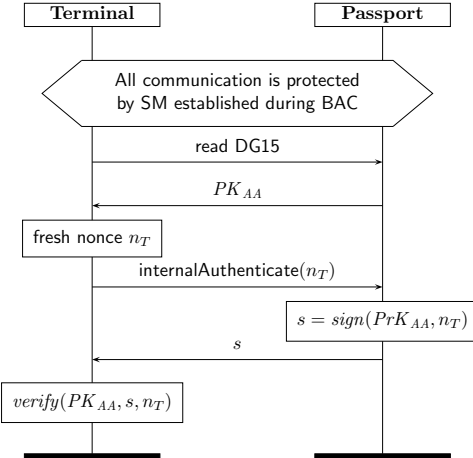 Terminal
Passport
All communication is protected
by SM established during BAC
read DG15
PK_AA
fresh nonce n_T
internalAuthenticate(n_T)
s = sign(PrK_AA, n_T)
s
verify(PK_AA, s, n_T)